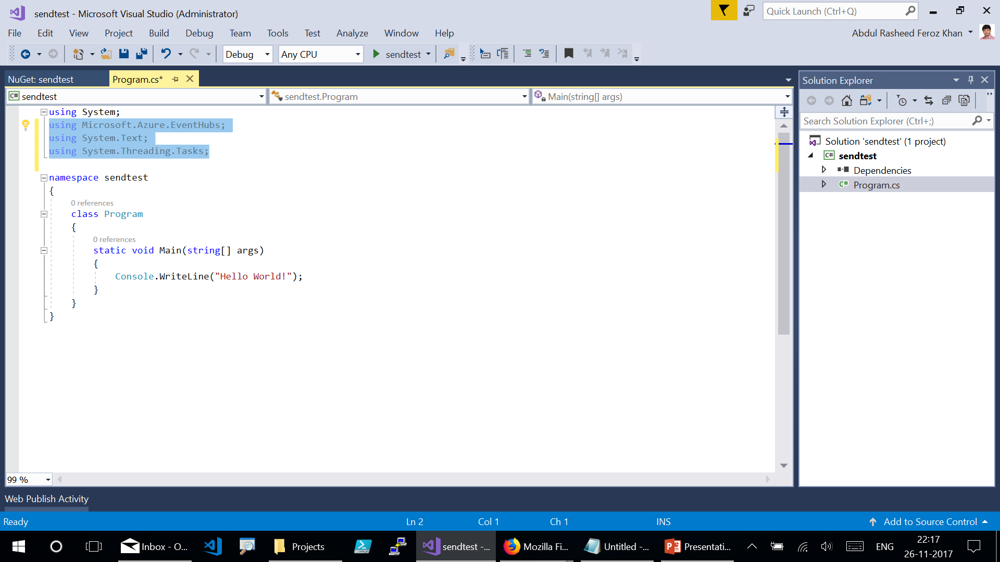 sendtest - Microsoft Visual Studio (Administrator)
Quick Launch (Ctrl+Q)
File Edit View Project Build Debug Team Tools Test Analyze Window Help
Abdul Rasheed Feroz Khan
Debug Any CPU sendtest
NuGet: sendtest Program.cs*
C# sendtest sendtest.Program Main(string[] args)
using System;
using Microsoft.Azure.EventHubs;
using System.Text;
using System.Threading.Tasks;
namespace sendtest
{
0 references
class Program
{
0 references
static void Main(string[] args)
{
Console.WriteLine("Hello World!");
}
}
}
99 %
Solution Explorer
Search Solution Explorer (Ctrl+;)
Solution 'sendtest' (1 project)
C# sendtest
Dependencies
C# Program.cs
Web Publish Activity
Ready Ln 2 Col 1 Ch 1 INS Add to Source Control
Inbox - O... Projects sendtest -... Mozilla Fi... Untitled -... Presentati... ENG
22:17
26-11-2017